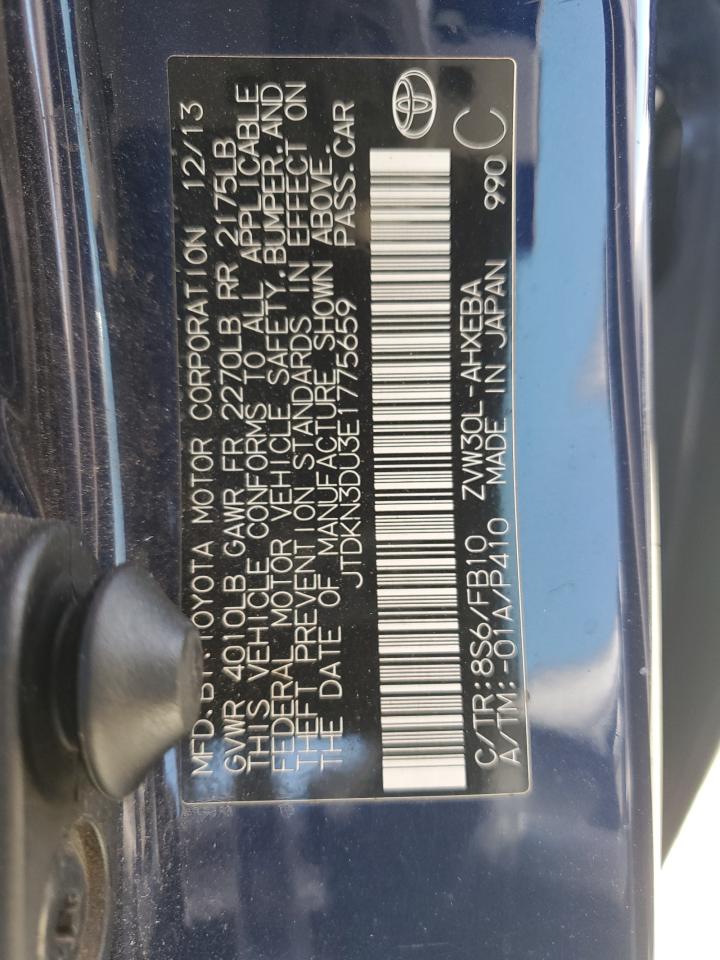 MFD. BY: TOYOTA MOTOR CORPORATION 12/13
GVWR 4010LB GAWR FR 2270LB RR 2175LB
THIS VEHICLE CONFORMS TO ALL APPLICABLE
FEDERAL MOTOR VEHICLE SAFETY, BUMPER, AND
THEFT PREVENTION STANDARDS IN EFFECT ON
THE DATE OF MANUFACTURE SHOWN ABOVE.
JTDKN3DU3E1775659 PASS.CAR
C/TR: 8S6/FB10 ZVW30L-AHXEBA
A/TM: -01A/P410 MADE IN JAPAN 990
C